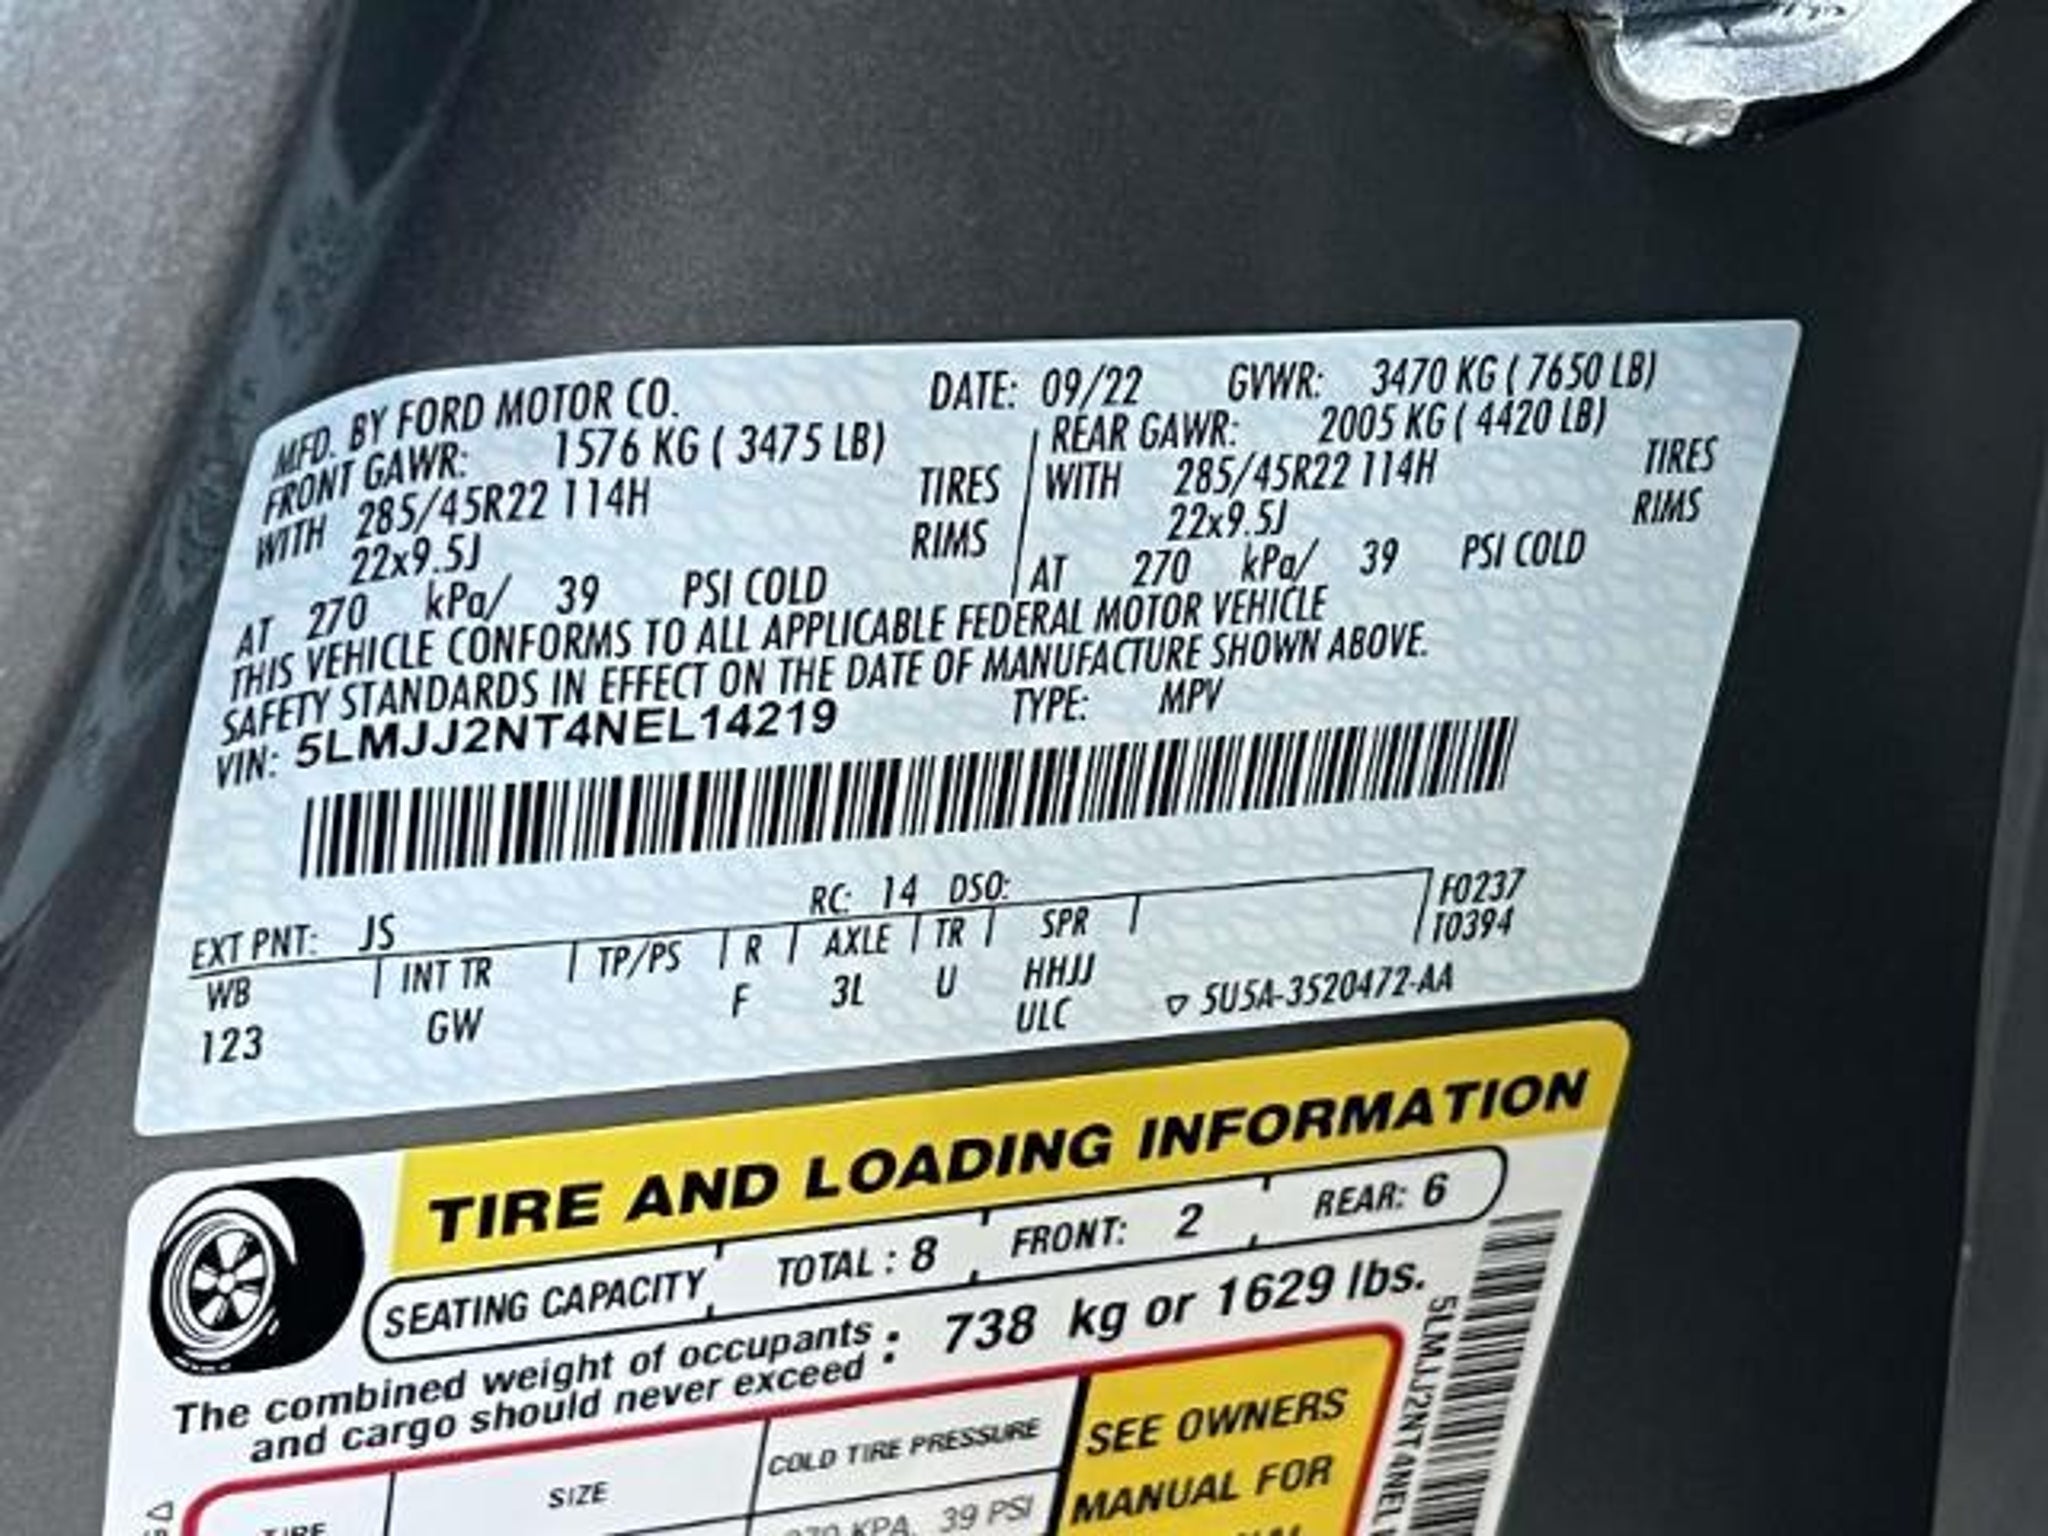 MFD. BY FORD MOTOR CO. DATE: 09/22 GVWR: 3470 KG ( 7650 LB)
FRONT GAWR: 1576 KG ( 3475 LB) REAR GAWR: 2005 KG ( 4420 LB)
WITH 285/45R22 114H TIRES WITH 285/45R22 114H TIRES
22x9.5J RIMS 22x9.5J RIMS
AT 270 kPa/ 39 PSI COLD AT 270 kPa/ 39 PSI COLD
THIS VEHICLE CONFORMS TO ALL APPLICABLE FEDERAL MOTOR VEHICLE
SAFETY STANDARDS IN EFFECT ON THE DATE OF MANUFACTURE SHOWN ABOVE.
VIN: 5LMJJ2NT4NEL14219 TYPE: MPV
EXT PNT: JS RC: 14 DSO: F0237
WB INT TR TP/PS R AXLE TR SPR T0394
123 GW F 3L U HHJJ
ULC 5U5A-3520472-AA
TIRE AND LOADING INFORMATION
SEATING CAPACITY TOTAL : 8 FRONT: 2 REAR: 6
The combined weight of occupants
and cargo should never exceed : 738 kg or 1629 lbs.
TIRE SIZE COLD TIRE PRESSURE SEE OWNERS
MANUAL FOR
270 KPA, 39 PSI
5LMJJ2NT4NEL